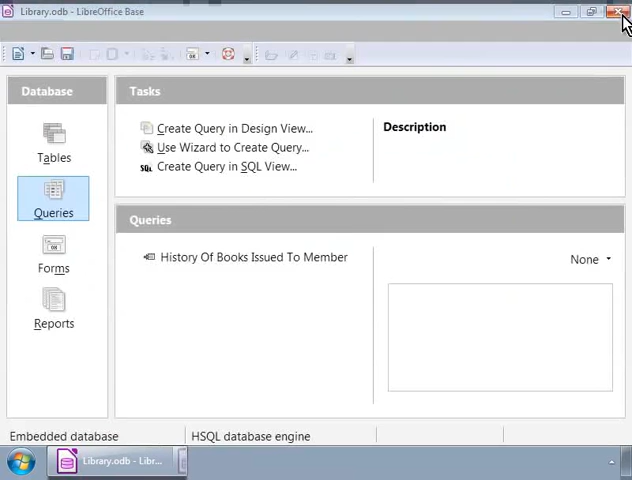 Library.odb - LibreOffice Base
Database
Tables
Queries
Forms
Reports
Tasks
Create Query in Design View...
Use Wizard to Create Query...
SQL Create Query in SQL View...
Description
Queries
History Of Books Issued To Member
None
Embedded database
HSQL database engine
Library.odb - Libr...